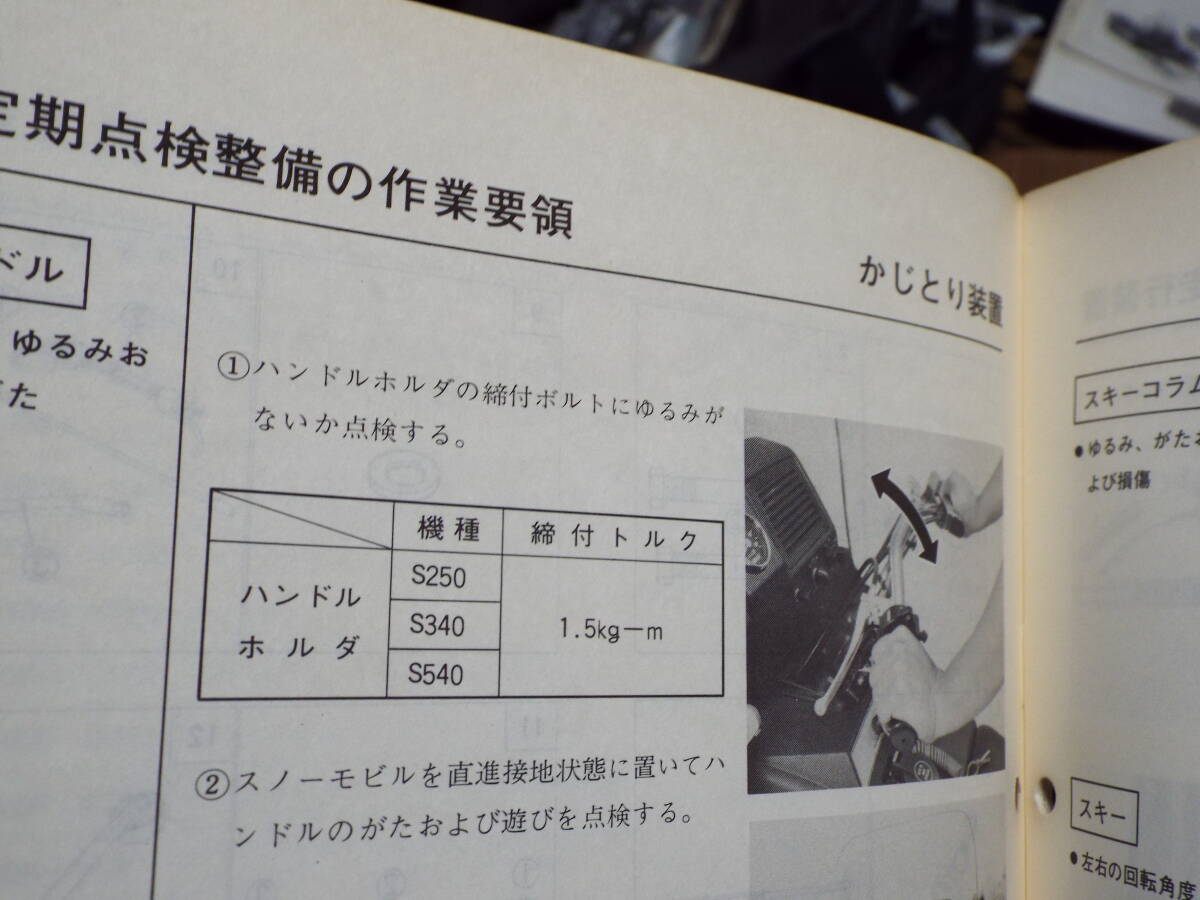 定期点検整備の作業要領
かじとり装置
ドル
ゆるみお
がた
①ハンドルホルダの締付ボルトにゆるみが
ないか点検する。
機種 締付トルク
ハンドル
ホルダ
S250
S340
S540
1.5kg−m
②スノーモビルを直進接地状態に置いてハ
ンドルのがたおよび遊びを点検する。
スキーコラム
●ゆるみ、がたお
よび損傷
スキー
●左右の回転角度
10
11
12